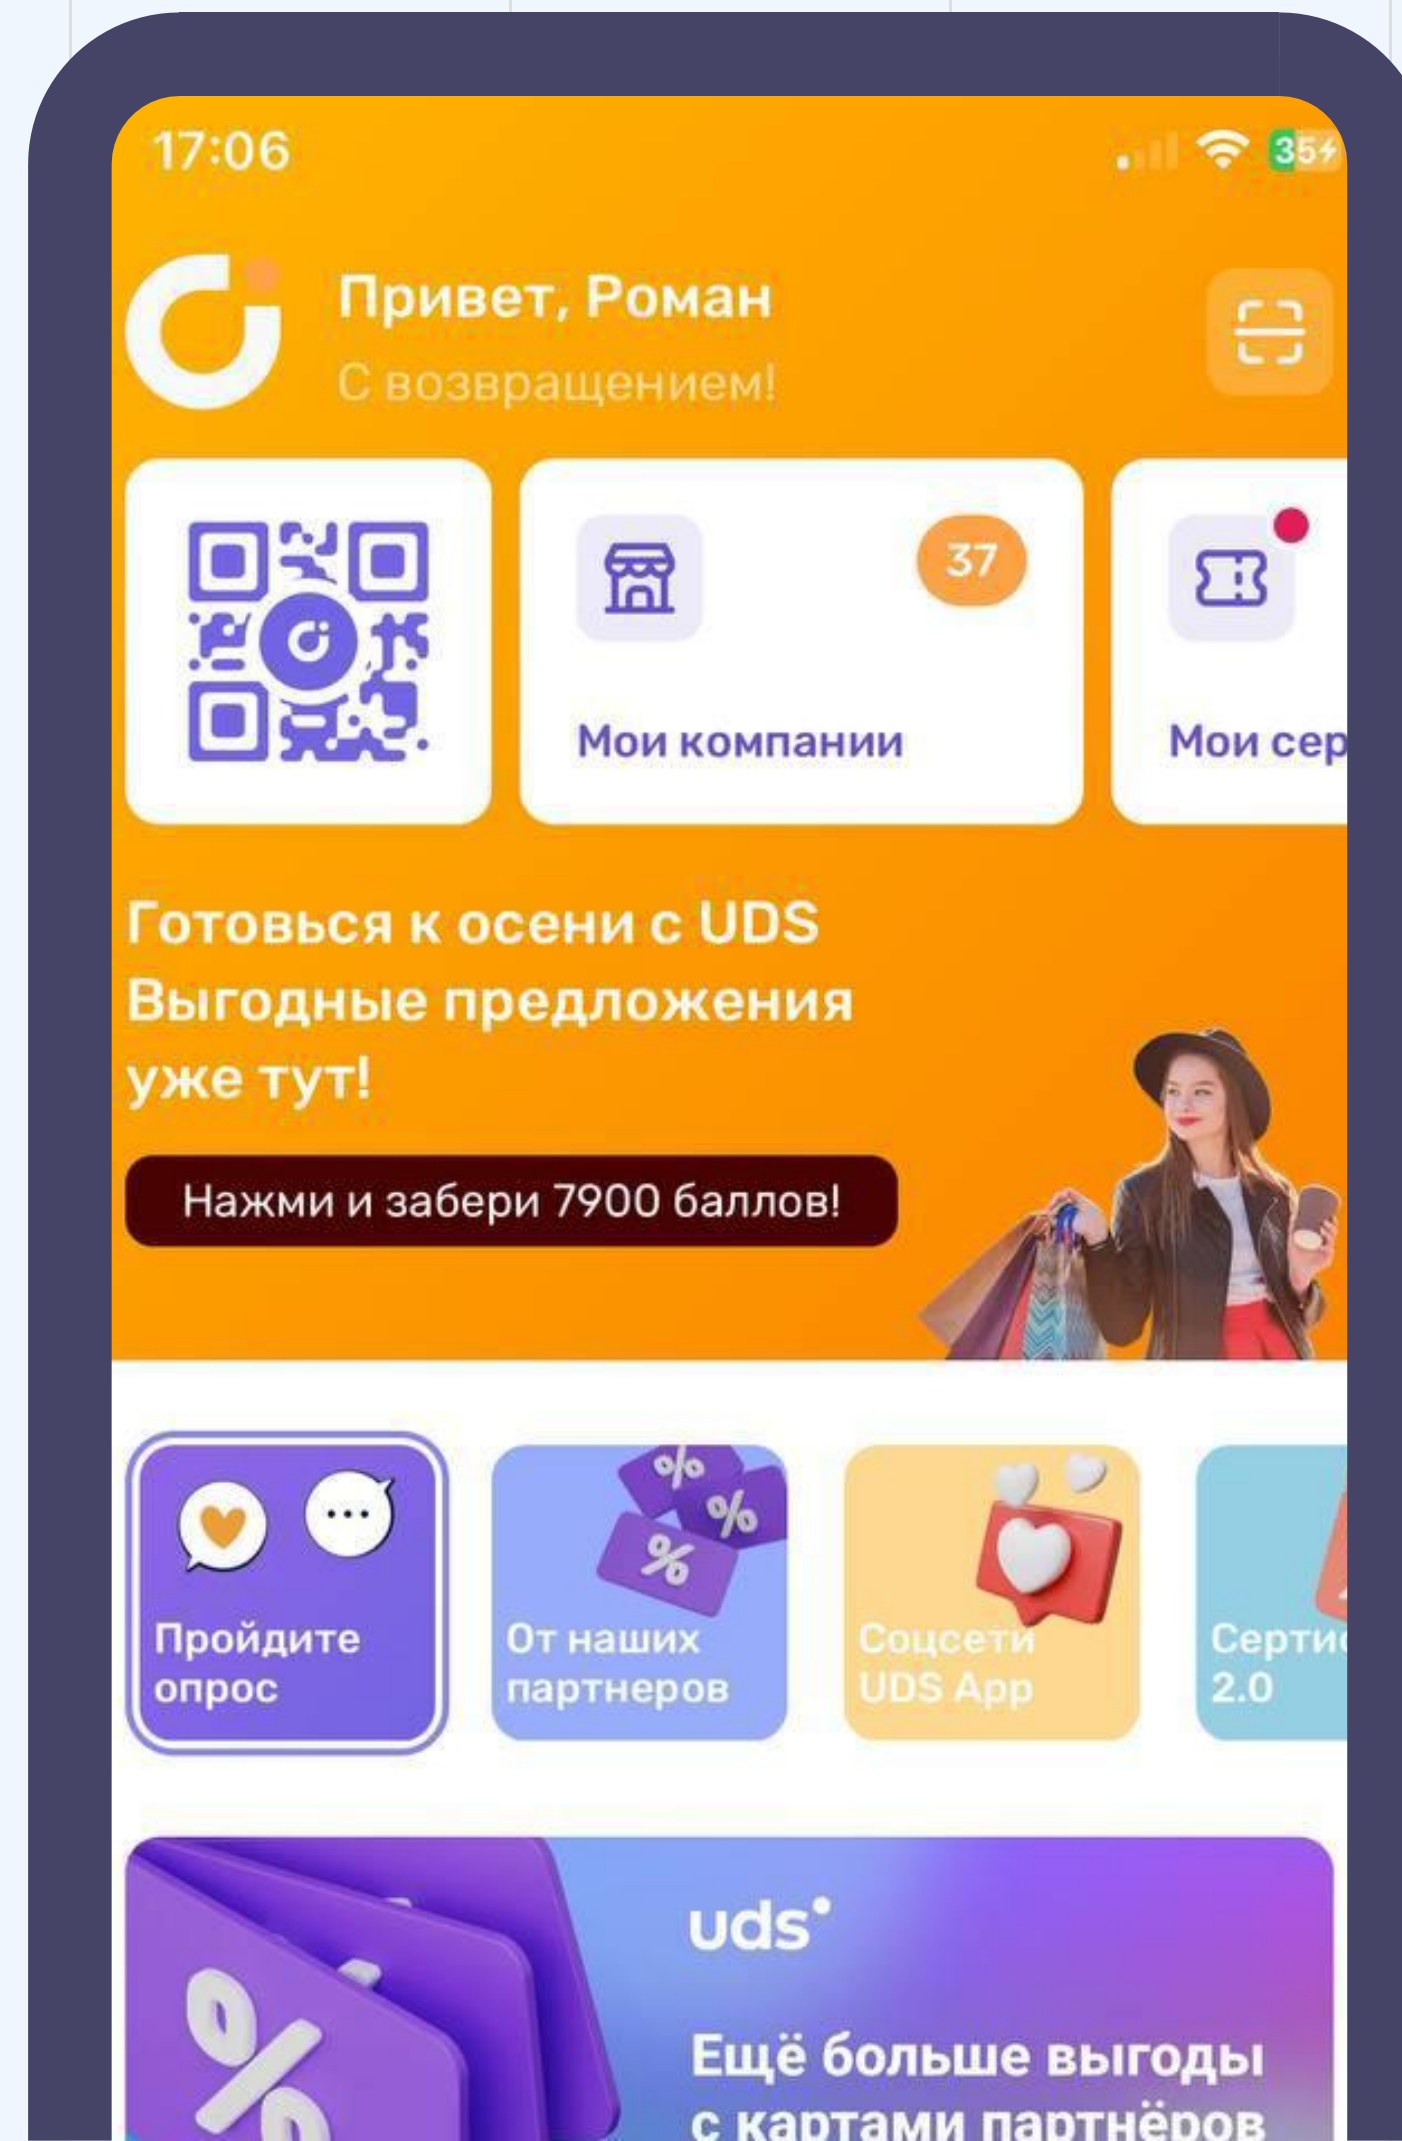 17:06
35
Привет, Роман
С возвращением!
37
Мои компании
Мои сер
Готовься к осени с UDS
Выгодные предложения
уже тут!
Нажми и забери 7900 баллов!
Пройдите
опрос
% % %
От наших
партнеров
Соцсети
UDS App
Серти
2.0
%
uds
Ещё больше выгоды
с картами партнёров